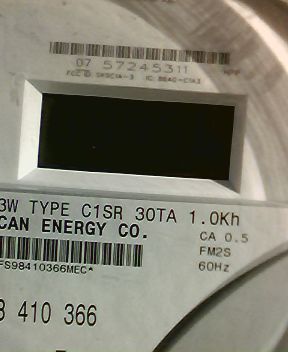 07 57245311
3W TYPE C1SR 30TA 1.0Kh
CAN ENERGY CO.
CA 0.5
FM2S
60Hz
FS98410366MEC*
8 410 366